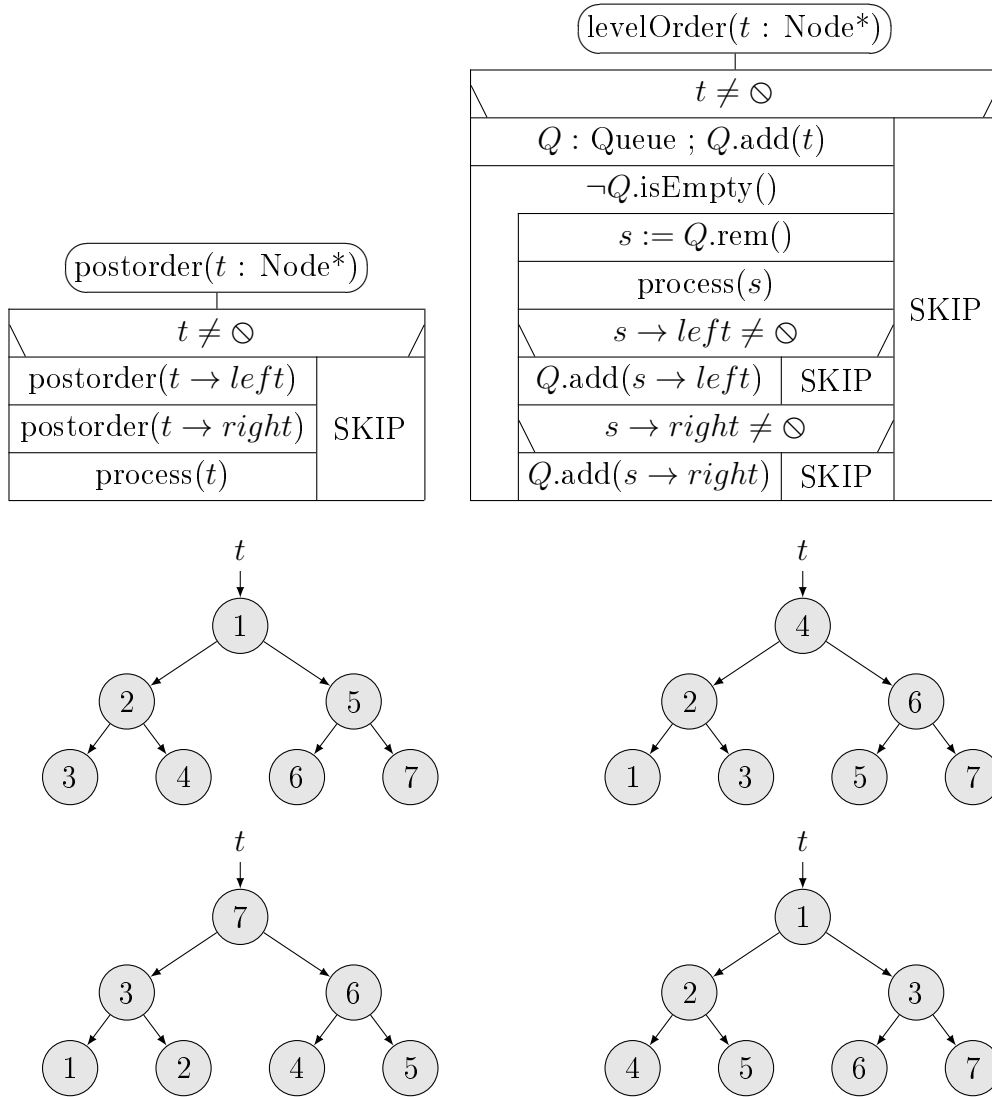 postorder(t : Node*)
t ≠ ⊘
postorder(t → left)
postorder(t → right)
process(t)
SKIP
levelOrder(t : Node*)
t ≠ ⊘
Q : Queue ; Q.add(t)
¬Q.isEmpty()
s := Q.rem()
process(s)
s → left ≠ ⊘
Q.add(s → left) SKIP
s → right ≠ ⊘
Q.add(s → right) SKIP
SKIP
t
1
2 5
3 4 6 7
t
4
2 6
1 3 5 7
t
7
3 6
1 2 4 5
t
1
2 3
4 5 6 7